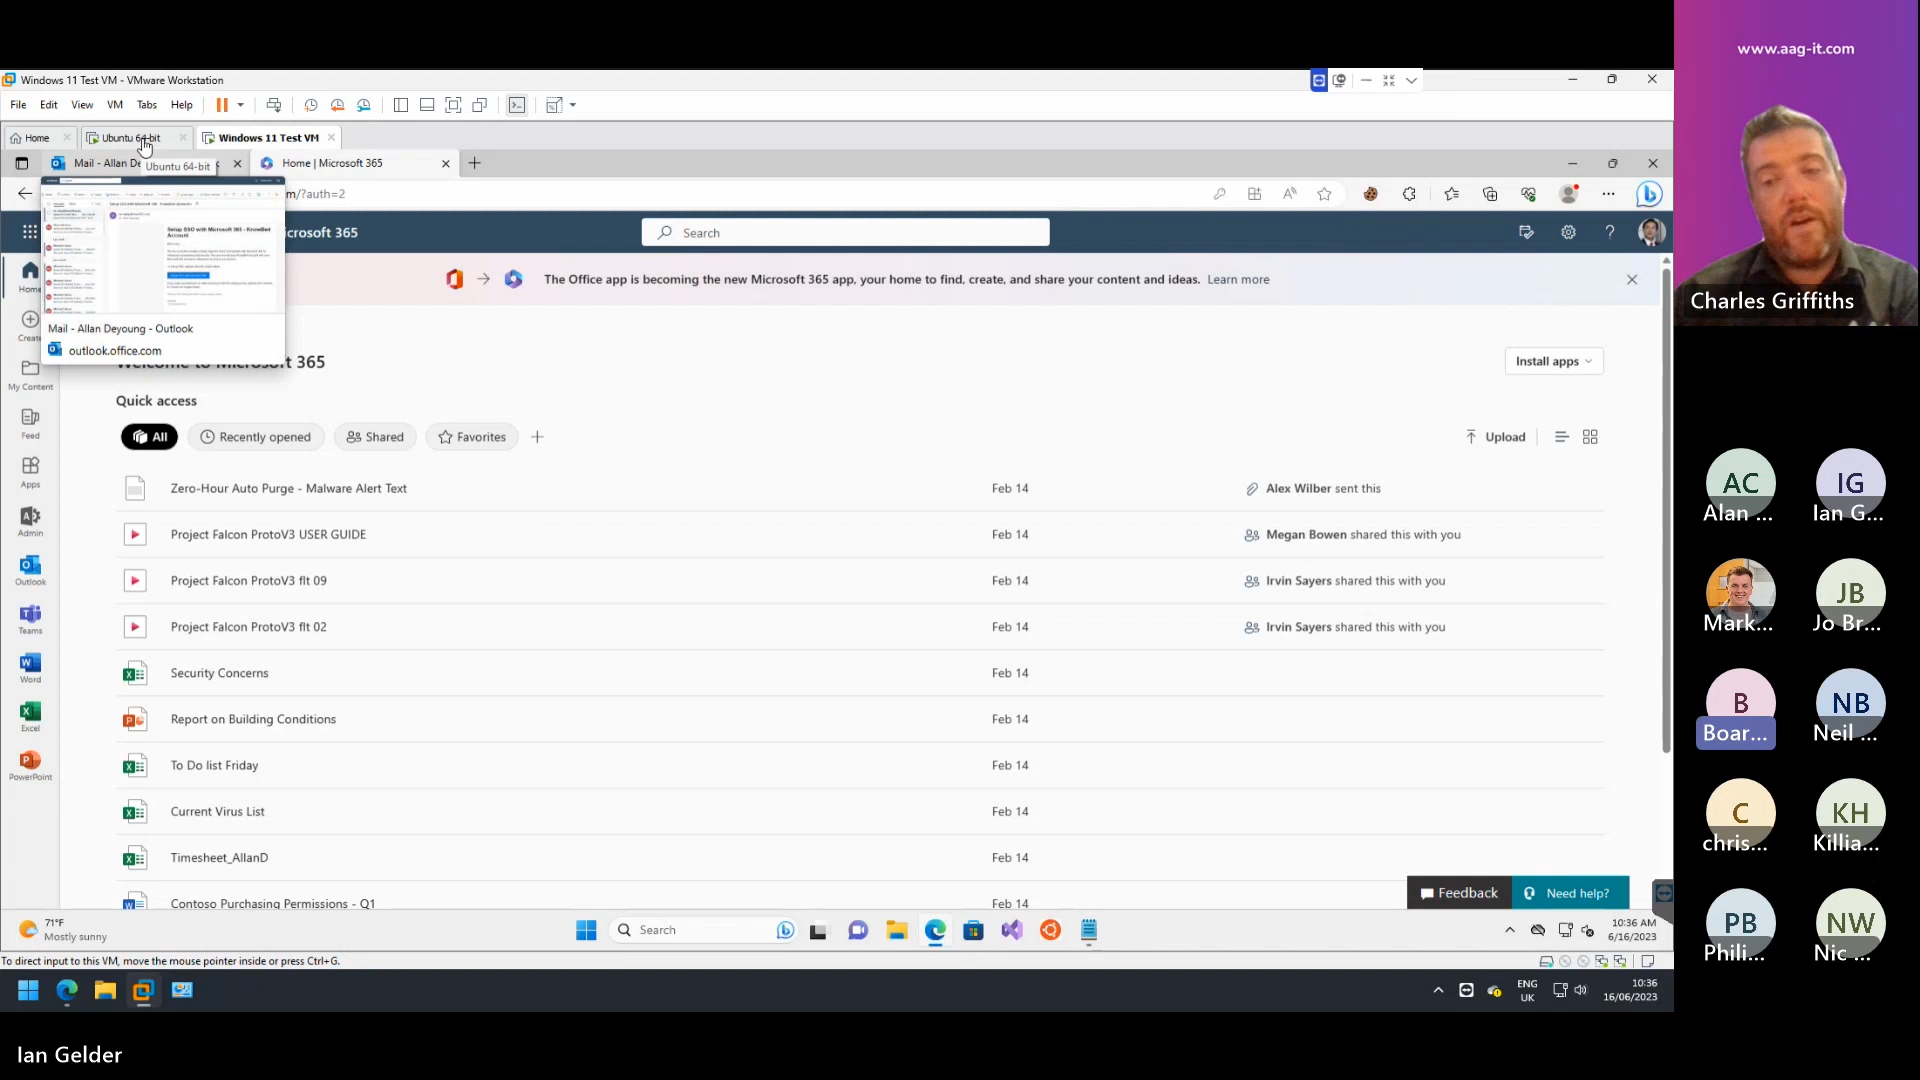 www.aag-it.com
Windows 11 Test VM - VMware Workstation
File Edit View VM Tabs Help
Home
Ubuntu 64-bit
Windows 11 Test VM
Mail - Allan De
Ubuntu 64-bit
Home | Microsoft 365
m/?auth=2
icrosoft 365
Search
Setup SSO with Microsoft 365 - KnowBad
Account
Mail - Allan Deyoung - Outlook
outlook.office.com
The Office app is becoming the new Microsoft 365 app, your home to find, create, and share your content and ideas. Learn more
Charles Griffiths
Welcome to Microsoft 365
Install apps
Quick access
All
Recently opened
Shared
Favorites
Upload
Zero-Hour Auto Purge - Malware Alert Text Feb 14 Alex Wilber sent this
Project Falcon ProtoV3 USER GUIDE Feb 14 Megan Bowen shared this with you
Project Falcon ProtoV3 flt 09 Feb 14 Irvin Sayers shared this with you
Project Falcon ProtoV3 flt 02 Feb 14 Irvin Sayers shared this with you
Security Concerns Feb 14
Report on Building Conditions Feb 14
To Do list Friday Feb 14
Current Virus List Feb 14
Timesheet_AllanD Feb 14
Contoso Purchasing Permissions - Q1 Feb 14
Home
Create
My Content
Feed
Apps
Admin
Outlook
Teams
Word
Excel
PowerPoint
Feedback
Need help?
71°F
Mostly sunny
Search
10:36 AM
6/16/2023
To direct input to this VM, move the mouse pointer inside or press Ctrl+G.
ENG
UK
10:36
16/06/2023
AC
Alan ...
IG
Ian G...
Mark...
JB
Jo Br...
B
Boar...
NB
Neil ...
C
chris...
KH
Killia...
PB
Phili...
NW
Nic ...
Ian Gelder